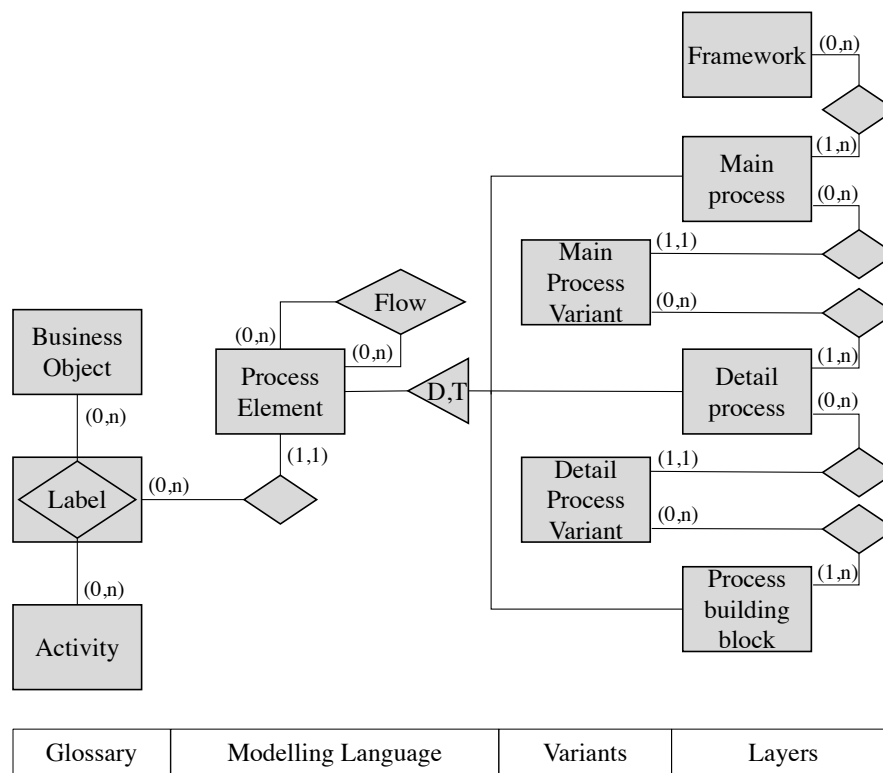 Framework
(0,n)
(1,n)
Main
process
(0,n)
(1,1)
Main
Process
Variant
(0,n)
Flow
(0,n)
(0,n)
Business
Object
(0,n)
Process
Element
D,T
(1,n)
Detail
process
(0,n)
(1,1)
(1,1)
Detail
Process
Variant
(0,n)
Label
(0,n)
(0,n)
(1,n)
Process
building
block
Activity
Glossary
Modelling Language
Variants
Layers